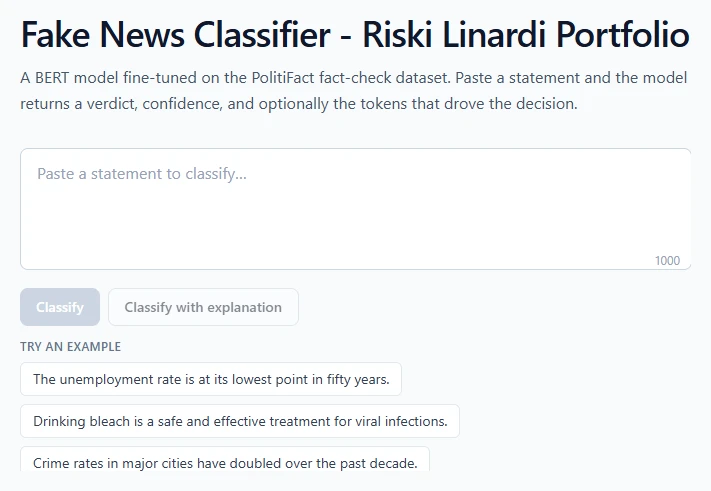 Fake News Classifier - Riski Linardi Portfolio
A BERT model fine-tuned on the PolitiFact fact-check dataset. Paste a statement and the model
returns a verdict, confidence, and optionally the tokens that drove the decision.
Paste a statement to classify...
1000
Classify
Classify with explanation
TRY AN EXAMPLE
The unemployment rate is at its lowest point in fifty years.
Drinking bleach is a safe and effective treatment for viral infections.
Crime rates in major cities have doubled over the past decade.